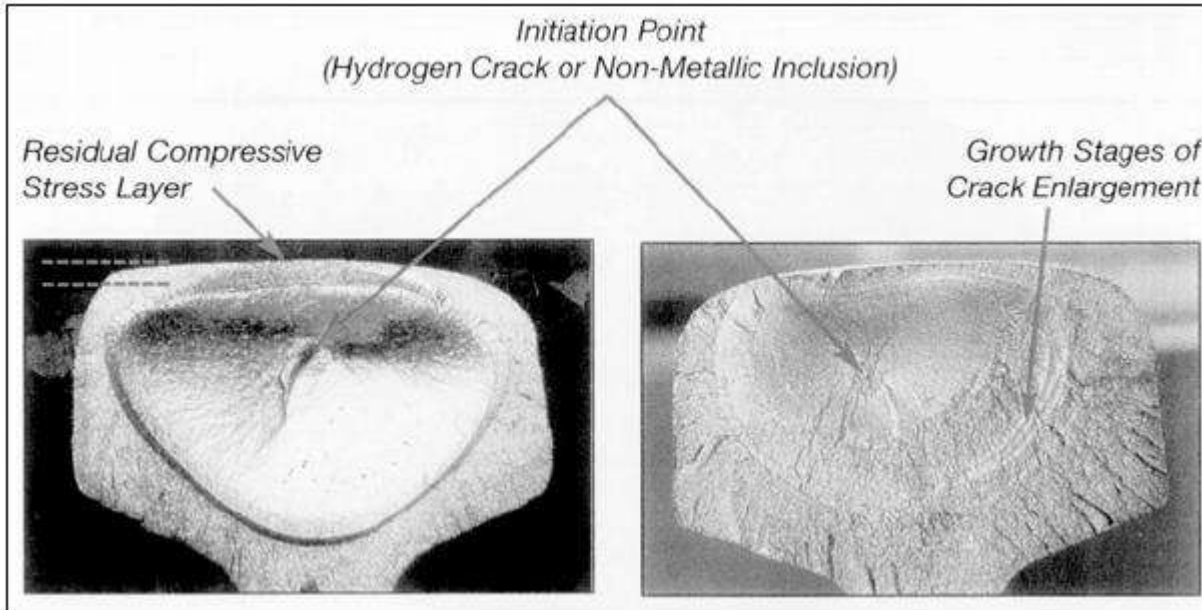 Initiation Point
(Hydrogen Crack or Non-Metallic Inclusion)
Residual Compressive
Stress Layer
Growth Stages of
Crack Enlargement